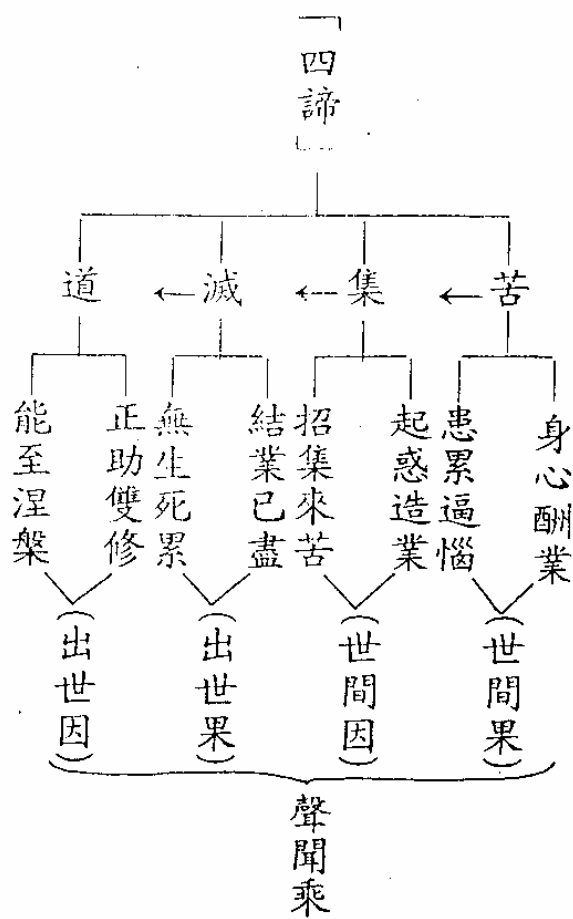 「四諦」
苦
集
滅
道
身心酬業
患累逼惱
起惑造業
招集來苦
結業已盡
無生死累
正助雙修
能至涅槃
(世間果)
(世間因)
(出世果)
(出世因)
聲聞乘